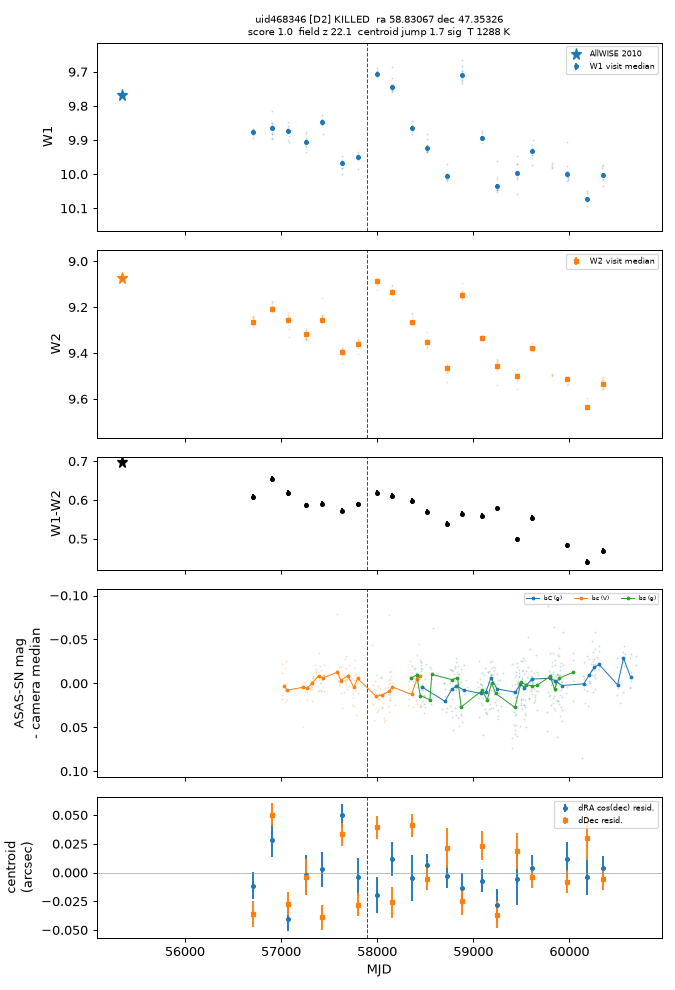 uid468346 [D2] KILLED ra 58.83067 dec 47.35326
score 1.0 field z 22.1 centroid jump 1.7 sig T 1288 K
AllWISE 2010
W1 visit median
9.7
9.8
9.9
10.0
10.1
W1
W2 visit median
9.0
9.2
9.4
9.6
W2
0.7
0.6
0.5
W1-W2
bC (g)
bc (V)
bs (g)
−0.10
−0.05
0.00
0.05
0.10
ASAS-SN mag
- camera median
dRA cos(dec) resid.
dDec resid.
0.050
0.025
0.000
−0.025
−0.050
centroid
(arcsec)
56000
57000
58000
59000
60000
MJD